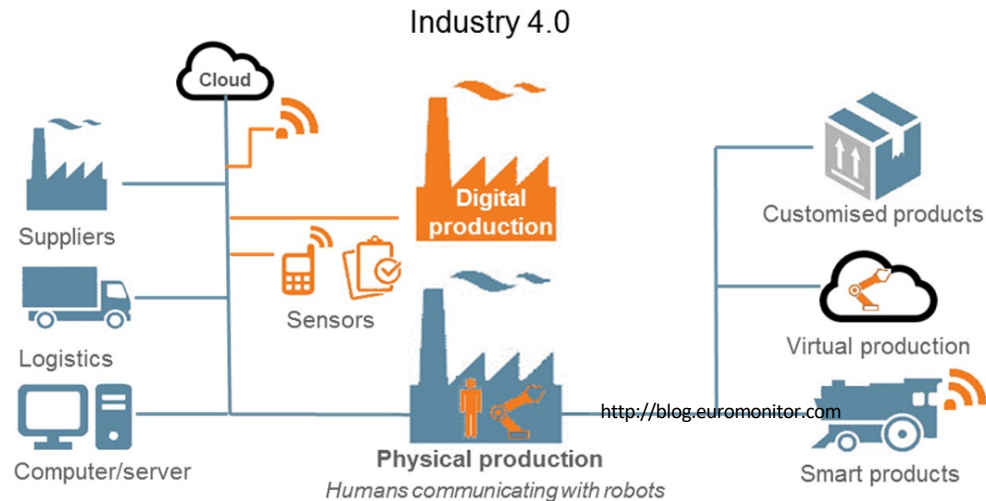 Industry 4.0
Cloud
Suppliers
Logistics
Computer/server
Sensors
Digital
production
Physical production
Humans communicating with robots
http://blog.euromonitor.com
Customised products
Virtual production
Smart products